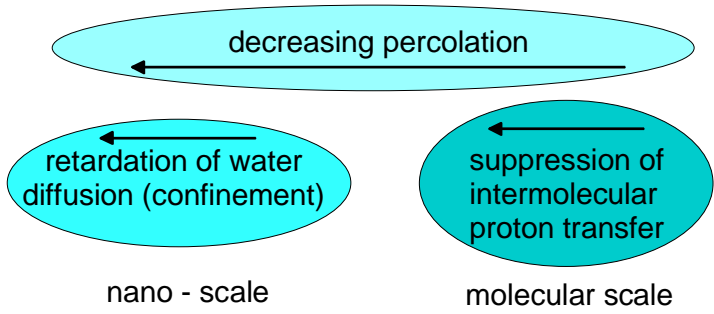 decreasing percolation
retardation of water
diffusion (confinement)
suppression of
intermolecular
proton transfer
nano - scale
molecular scale